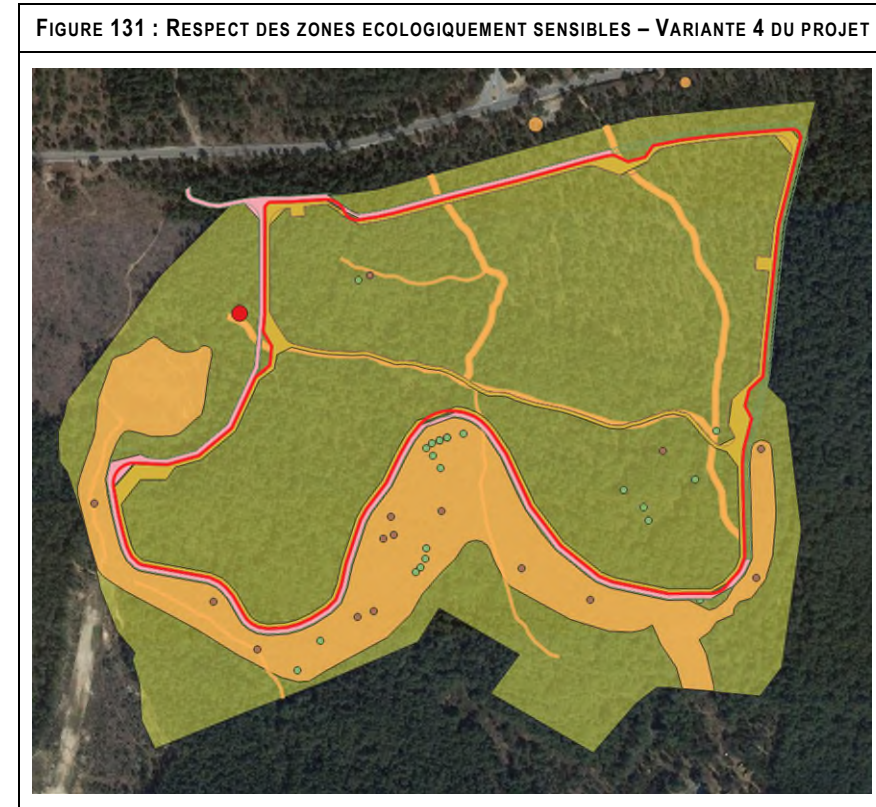 FIGURE 131 : RESPECT DES ZONES ECOLOGIQUEMENT SENSIBLES – VARIANTE 4 DU PROJET